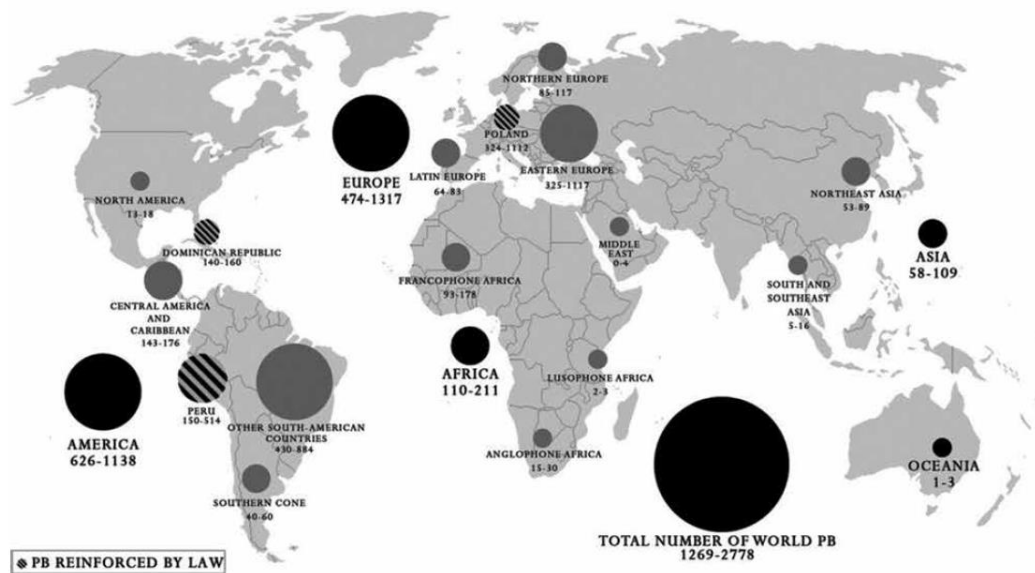 NORTHERN EUROPE
85-117
POLAND
324-1112
EUROPE
474-1317
LATIN EUROPE
64-83
EASTERN EUROPE
325-1117
NORTH AMERICA
13-18
NORTHEAST ASIA
53-89
DOMINICAN REPUBLIC
140-160
MIDDLE
EAST
0-4
ASIA
58-109
FRANCOPHONE AFRICA
93-178
CENTRAL AMERICA
AND
CARIBBEAN
143-176
SOUTH AND
SOUTHEAST
ASIA
5-16
AFRICA
110-211
LUSOPHONE AFRICA
2-3
PERU
150-514
OTHER SOUTH-AMERICAN
COUNTRIES
430-884
AMERICA
626-1138
ANGLOPHONE AFRICA
15-30
OCEANIA
1-3
SOUTHERN CONE
40-60
TOTAL NUMBER OF WORLD PB
1269-2778
PB REINFORCED BY LAW